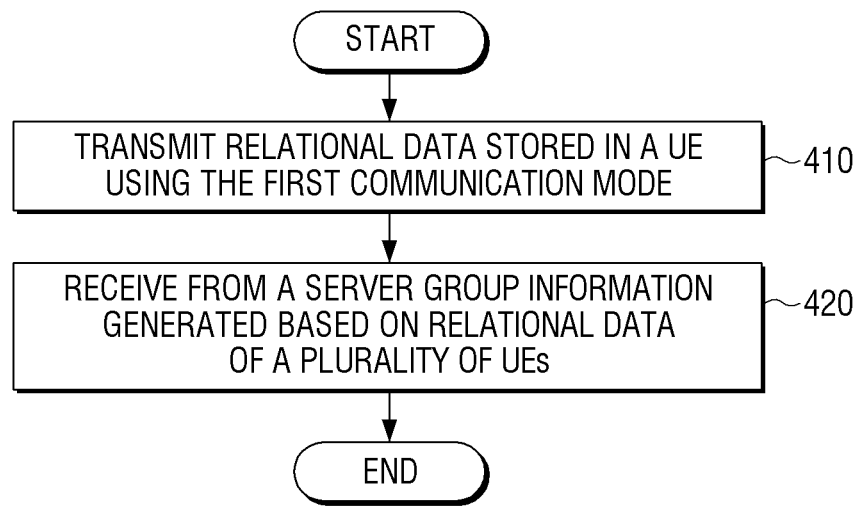 START
TRANSMIT RELATIONAL DATA STORED IN A UE
USING THE FIRST COMMUNICATION MODE
410
RECEIVE FROM A SERVER GROUP INFORMATION
GENERATED BASED ON RELATIONAL DATA
OF A PLURALITY OF UEs
420
END